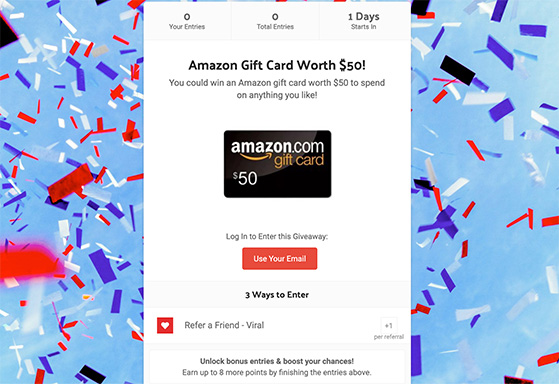 0
Your Entries
0
Total Entries
1 Days
Starts In
Amazon Gift Card Worth $50!
You could win an Amazon gift card worth $50 to spend
on anything you like!
amazon.com
gift card
$50
Log In to Enter this Giveaway:
Use Your Email
3 Ways to Enter
Refer a Friend - Viral
+1
per referral
Unlock bonus entries & boost your chances!
Earn up to 8 more points by finishing the entries above.